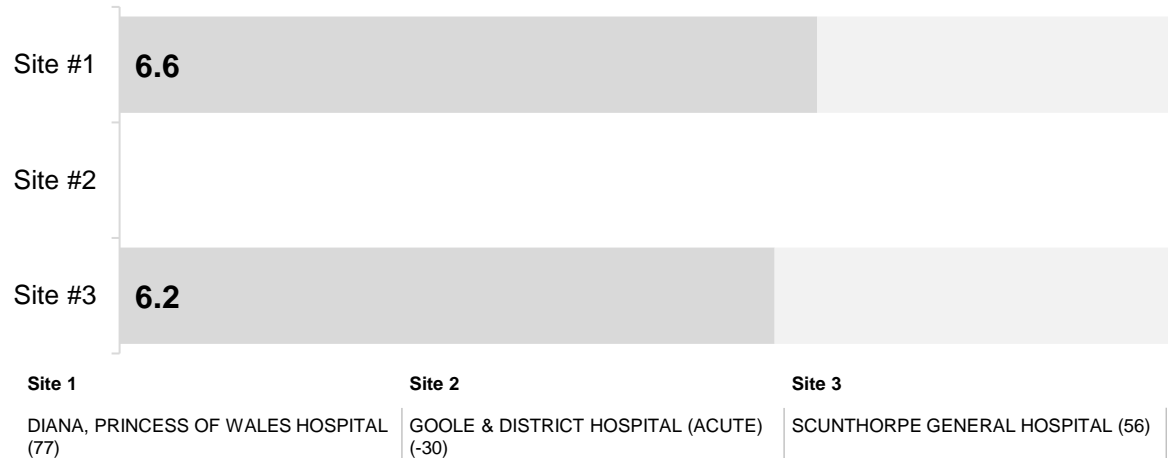 Site #1
6.6
Site #2
Site #3
6.2
Site 1
Site 2
Site 3
DIANA, PRINCESS OF WALES HOSPITAL
(77)
GOOLE & DISTRICT HOSPITAL (ACUTE)
(-30)
SCUNTHORPE GENERAL HOSPITAL (56)